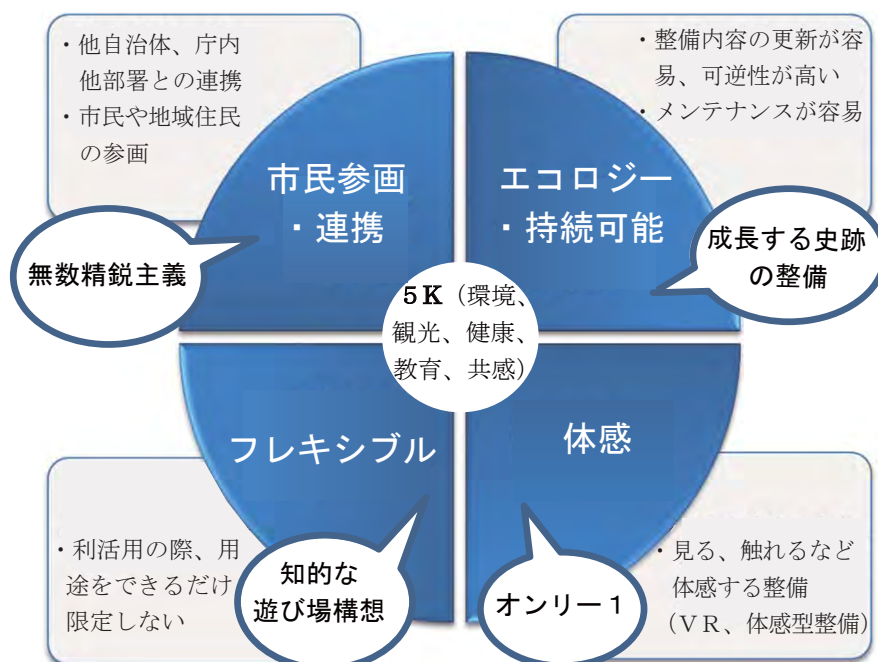 ・他自治体、庁内
他部署との連携
・市民や地域住民
の参画
・整備内容の更新が容
易、可逆性が高い
・メンテナンスが容易
市民参画
・連携
エコロジー
・持続可能
無数精鋭主義
成長する史跡
の整備
５Ｋ（環境、
観光、健康、
教育、共感）
フレキシブル
体感
・利活用の際、用
途をできるだけ
限定しない
知的な
遊び場構想
オンリー１
・見る、触れるなど
体感する整備
（ＶＲ、体感型整備）